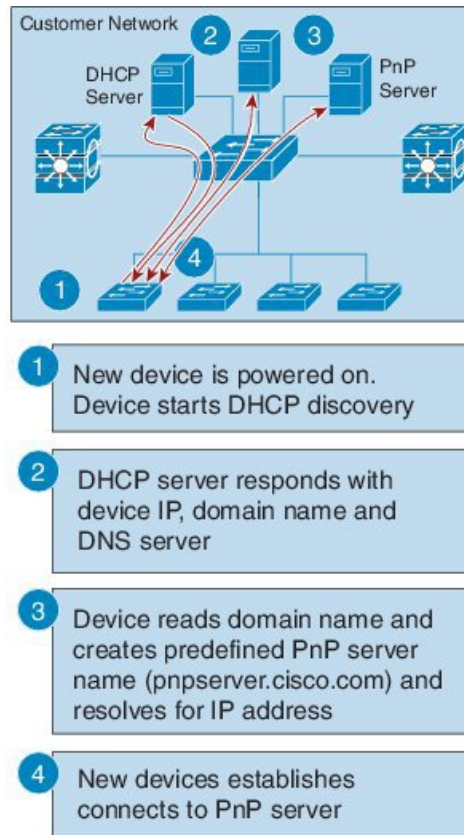 Customer Network
2
3
DHCP
Server
PnP
Server
4
1
1
New device is powered on.
Device starts DHCP discovery
2
DHCP server responds with
device IP, domain name and
DNS server
3
Device reads domain name and
creates predefined PnP server
name (pnpserver.cisco.com) and
resolves for IP address
4
New devices establishes
connects to PnP server